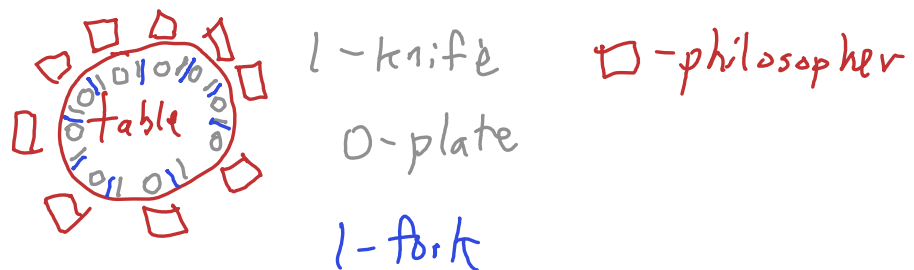 table
l - knife
□ - philosopher
O - plate
l - fork